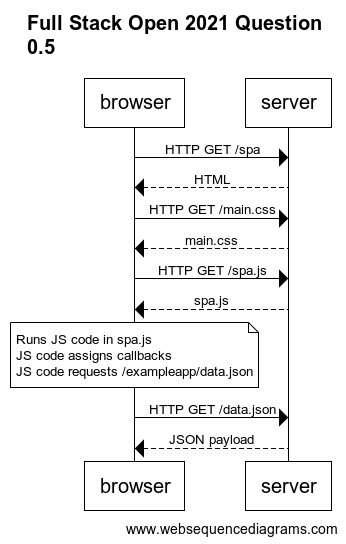 Full Stack Open 2021 Question
0.5
browser
server
HTTP GET /spa
HTML
HTTP GET /main.css
main.css
HTTP GET /spa.js
spa.js
Runs JS code in spa.js
JS code assigns callbacks
JS code requests /exampleapp/data.json
HTTP GET /data.json
JSON payload
browser
server
www.websequencediagrams.com